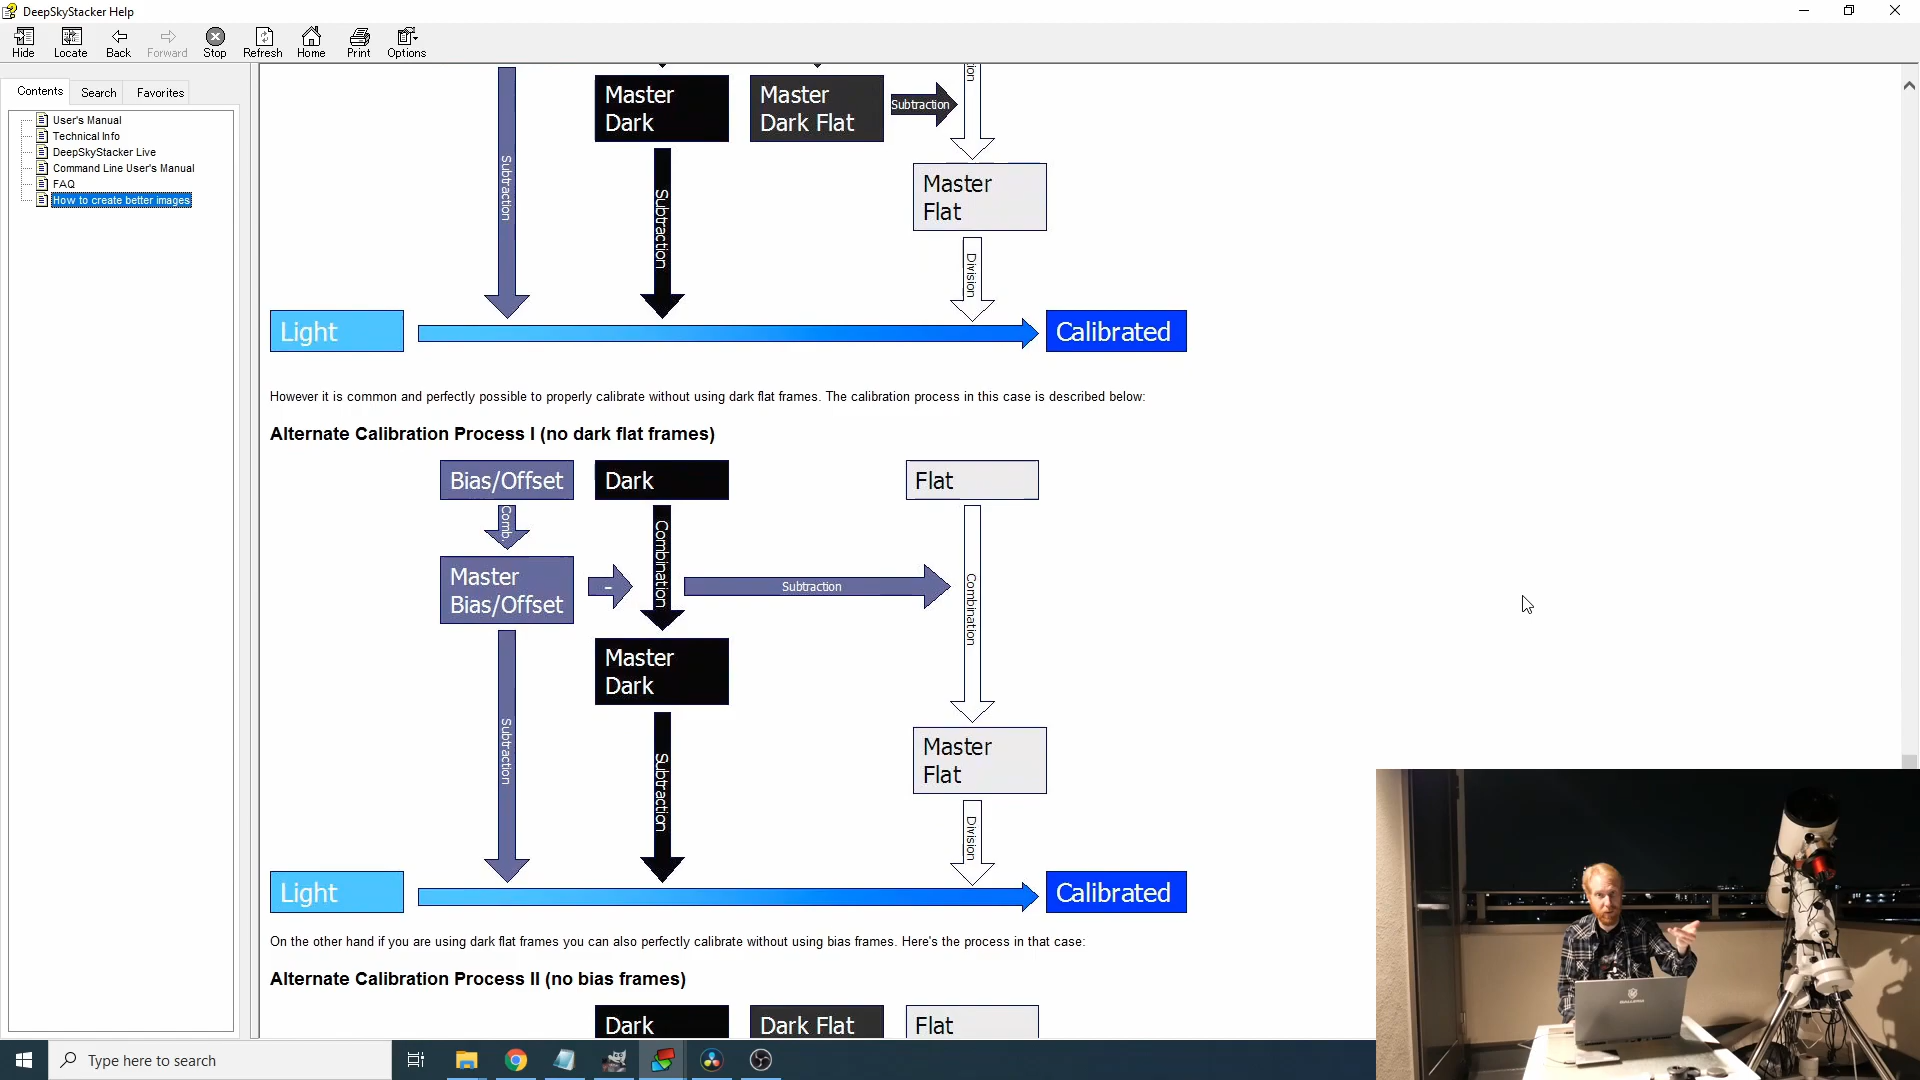 DeepSkyStacker Help
Hide
Locate
Back
Forward
Stop
Refresh
Home
Print
Options
Contents
Search
Favorites
User's Manual
Technical Info
DeepSkyStacker Live
Command Line User's Manual
FAQ
How to create better images
Master
Dark
Master
Dark Flat
Subtraction
Subtraction
Subtraction
Master
Flat
Division
Light
Calibrated
However it is common and perfectly possible to properly calibrate without using dark flat frames. The calibration process in this case is described below:
Alternate Calibration Process I (no dark flat frames)
Bias/Offset
Dark
Flat
Comb.
Combination
Combination
Master
Bias/Offset
-
Subtraction
Master
Dark
Subtraction
Subtraction
Master
Flat
Division
Light
Calibrated
On the other hand if you are using dark flat frames you can also perfectly calibrate without using bias frames. Here's the process in that case:
Alternate Calibration Process II (no bias frames)
Dark
Dark Flat
Flat
Type here to search